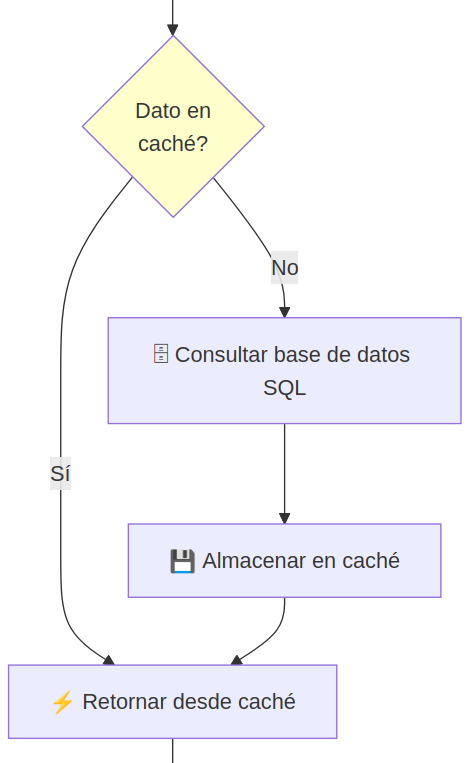 Dato en
caché?
No
🗄 Consultar base de datos
SQL
Sí
💾 Almacenar en caché
⚡ Retornar desde caché